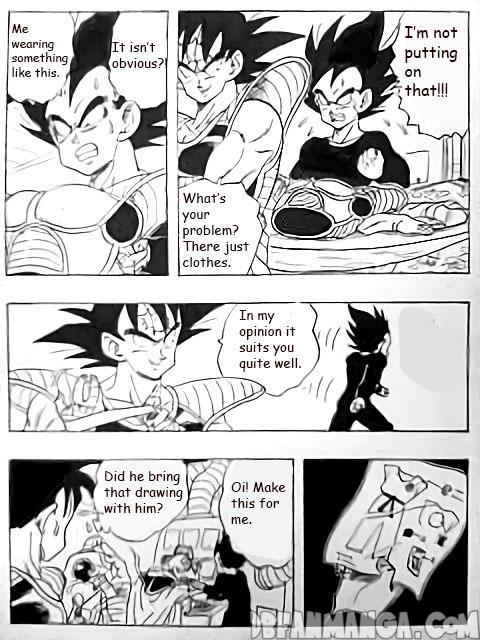 Me
wearing
something
like this.
It isn't
obvious?!
I'm not
putting
on
that!!!
What's
your
problem?
There just
clothes.
In my
opinion it
suits you
quite well.
Did he bring
that drawing
with him?
Oi! Make
this for
me.
DBFANMANGA.COM